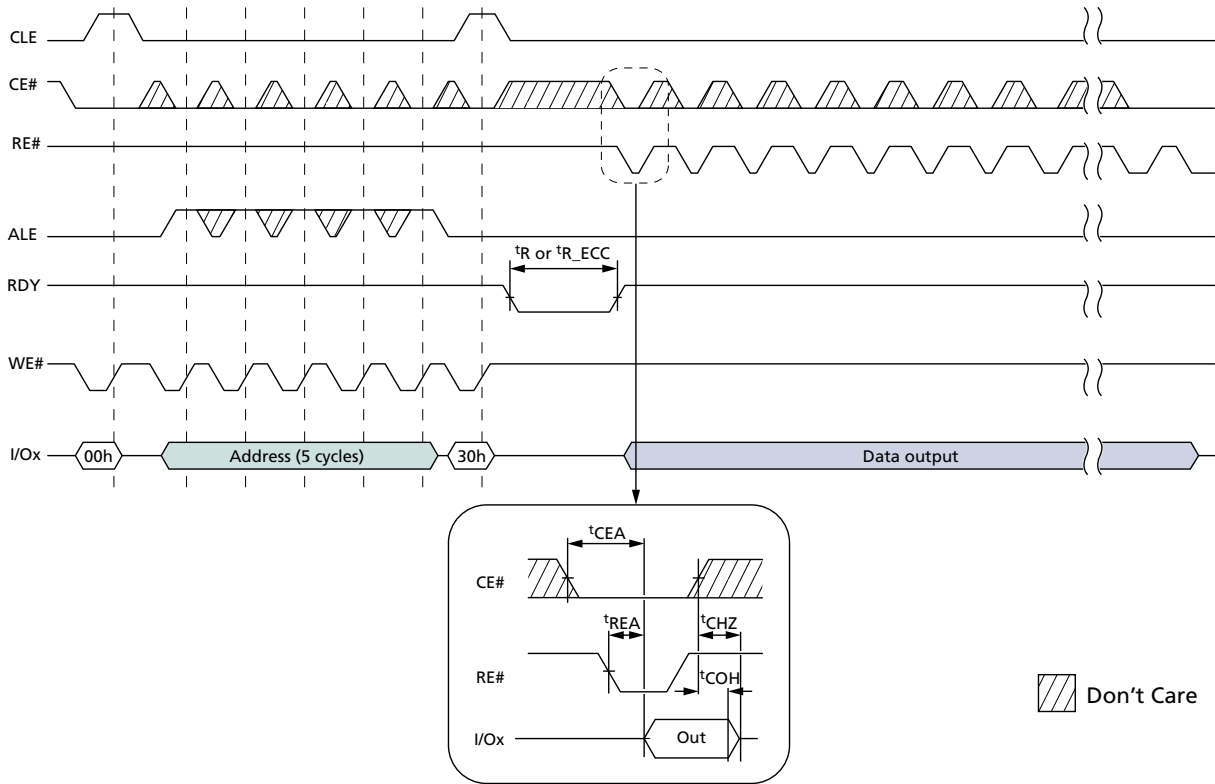 CLE
CE#
RE#
ALE
tR or tR_ECC
RDY
WE#
I/Ox
00h
Address (5 cycles)
30h
Data output
tCEA
CE#
tREA
tCHZ
RE#
tCOH
I/Ox
Out
Don't Care